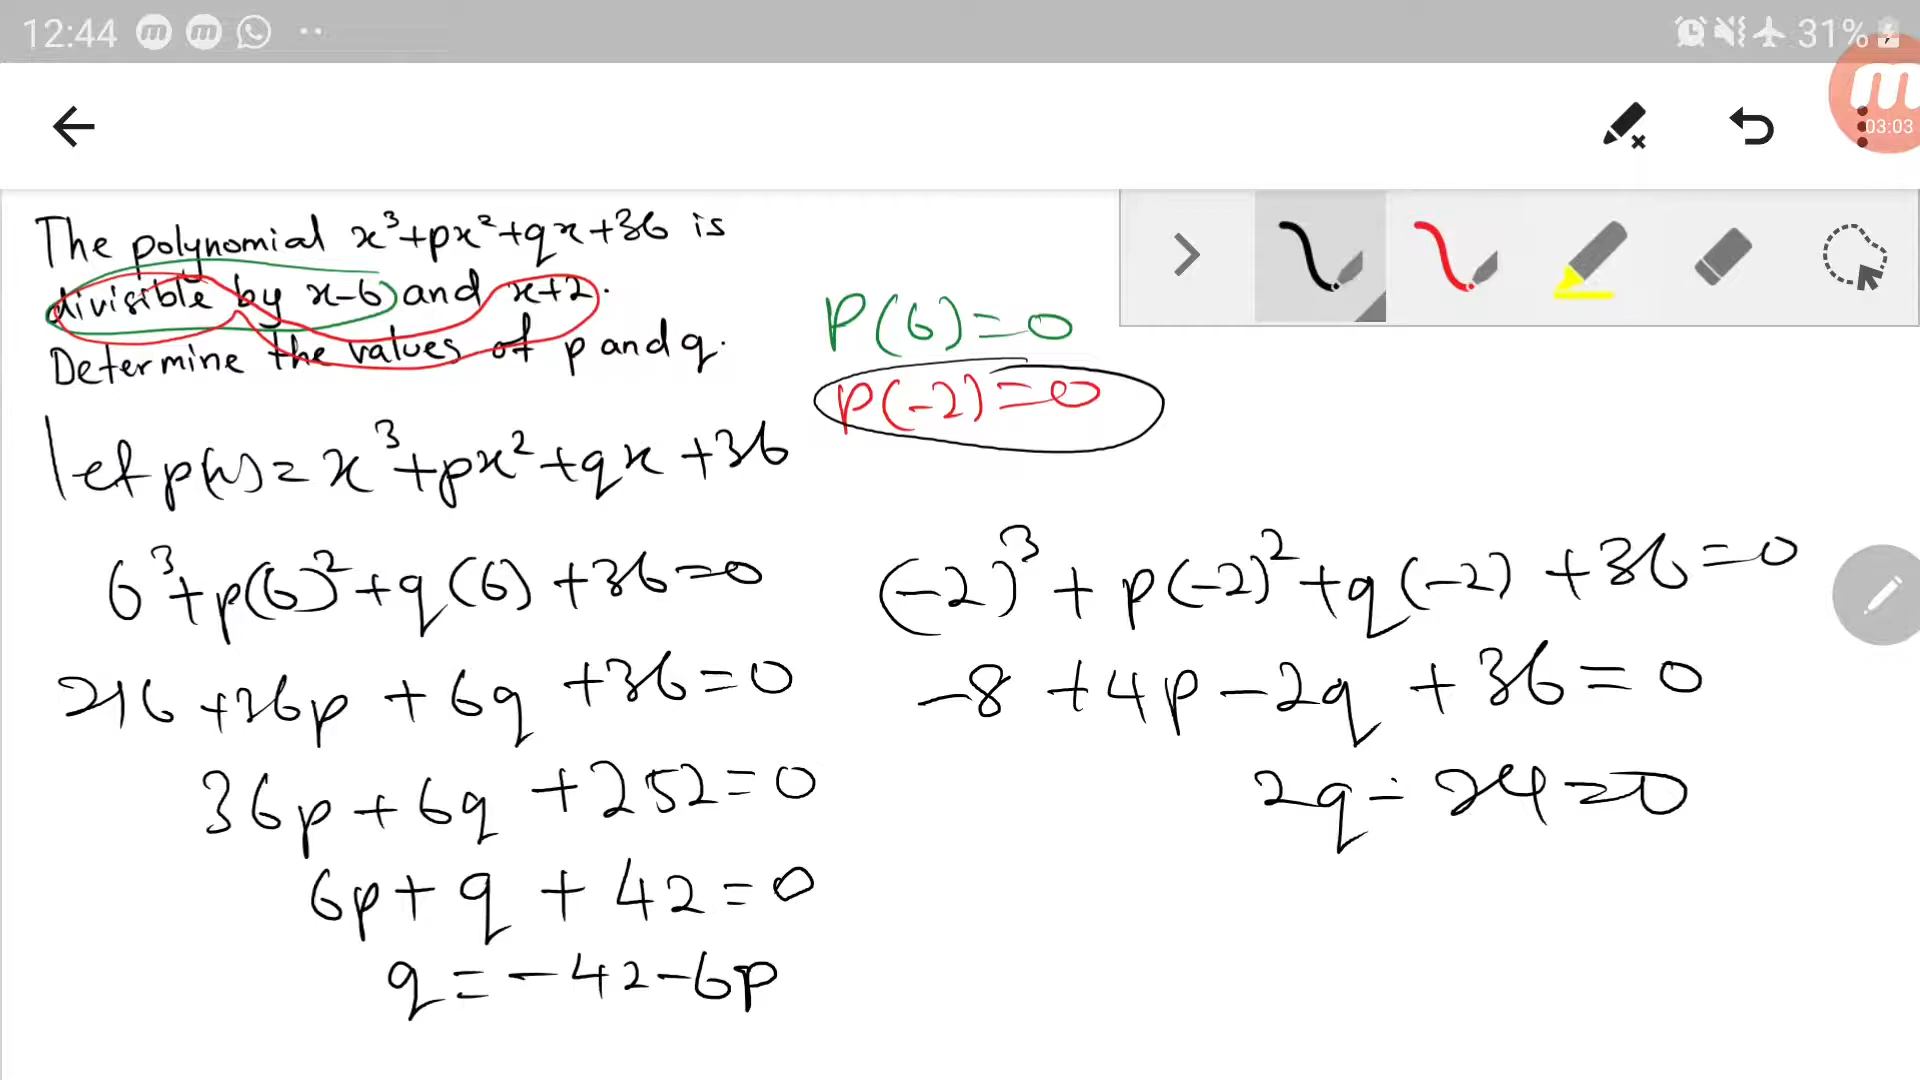 12:44
31%
03:03
The polynomial x³+px²+qx+36 is
divisible by x-6 and x+2.
Determine the values of p and q.
P(6)=0
P(-2)=0
let p(x)=x³+px²+qx+36
6³+p(6)²+q(6)+36=0
216+36p+6q+36=0
36p+6q+252=0
6p+q+42=0
q=-42-6p
(-2)³+p(-2)²+q(-2)+36=0
-8+4p-2q+36=0
2q-24=0